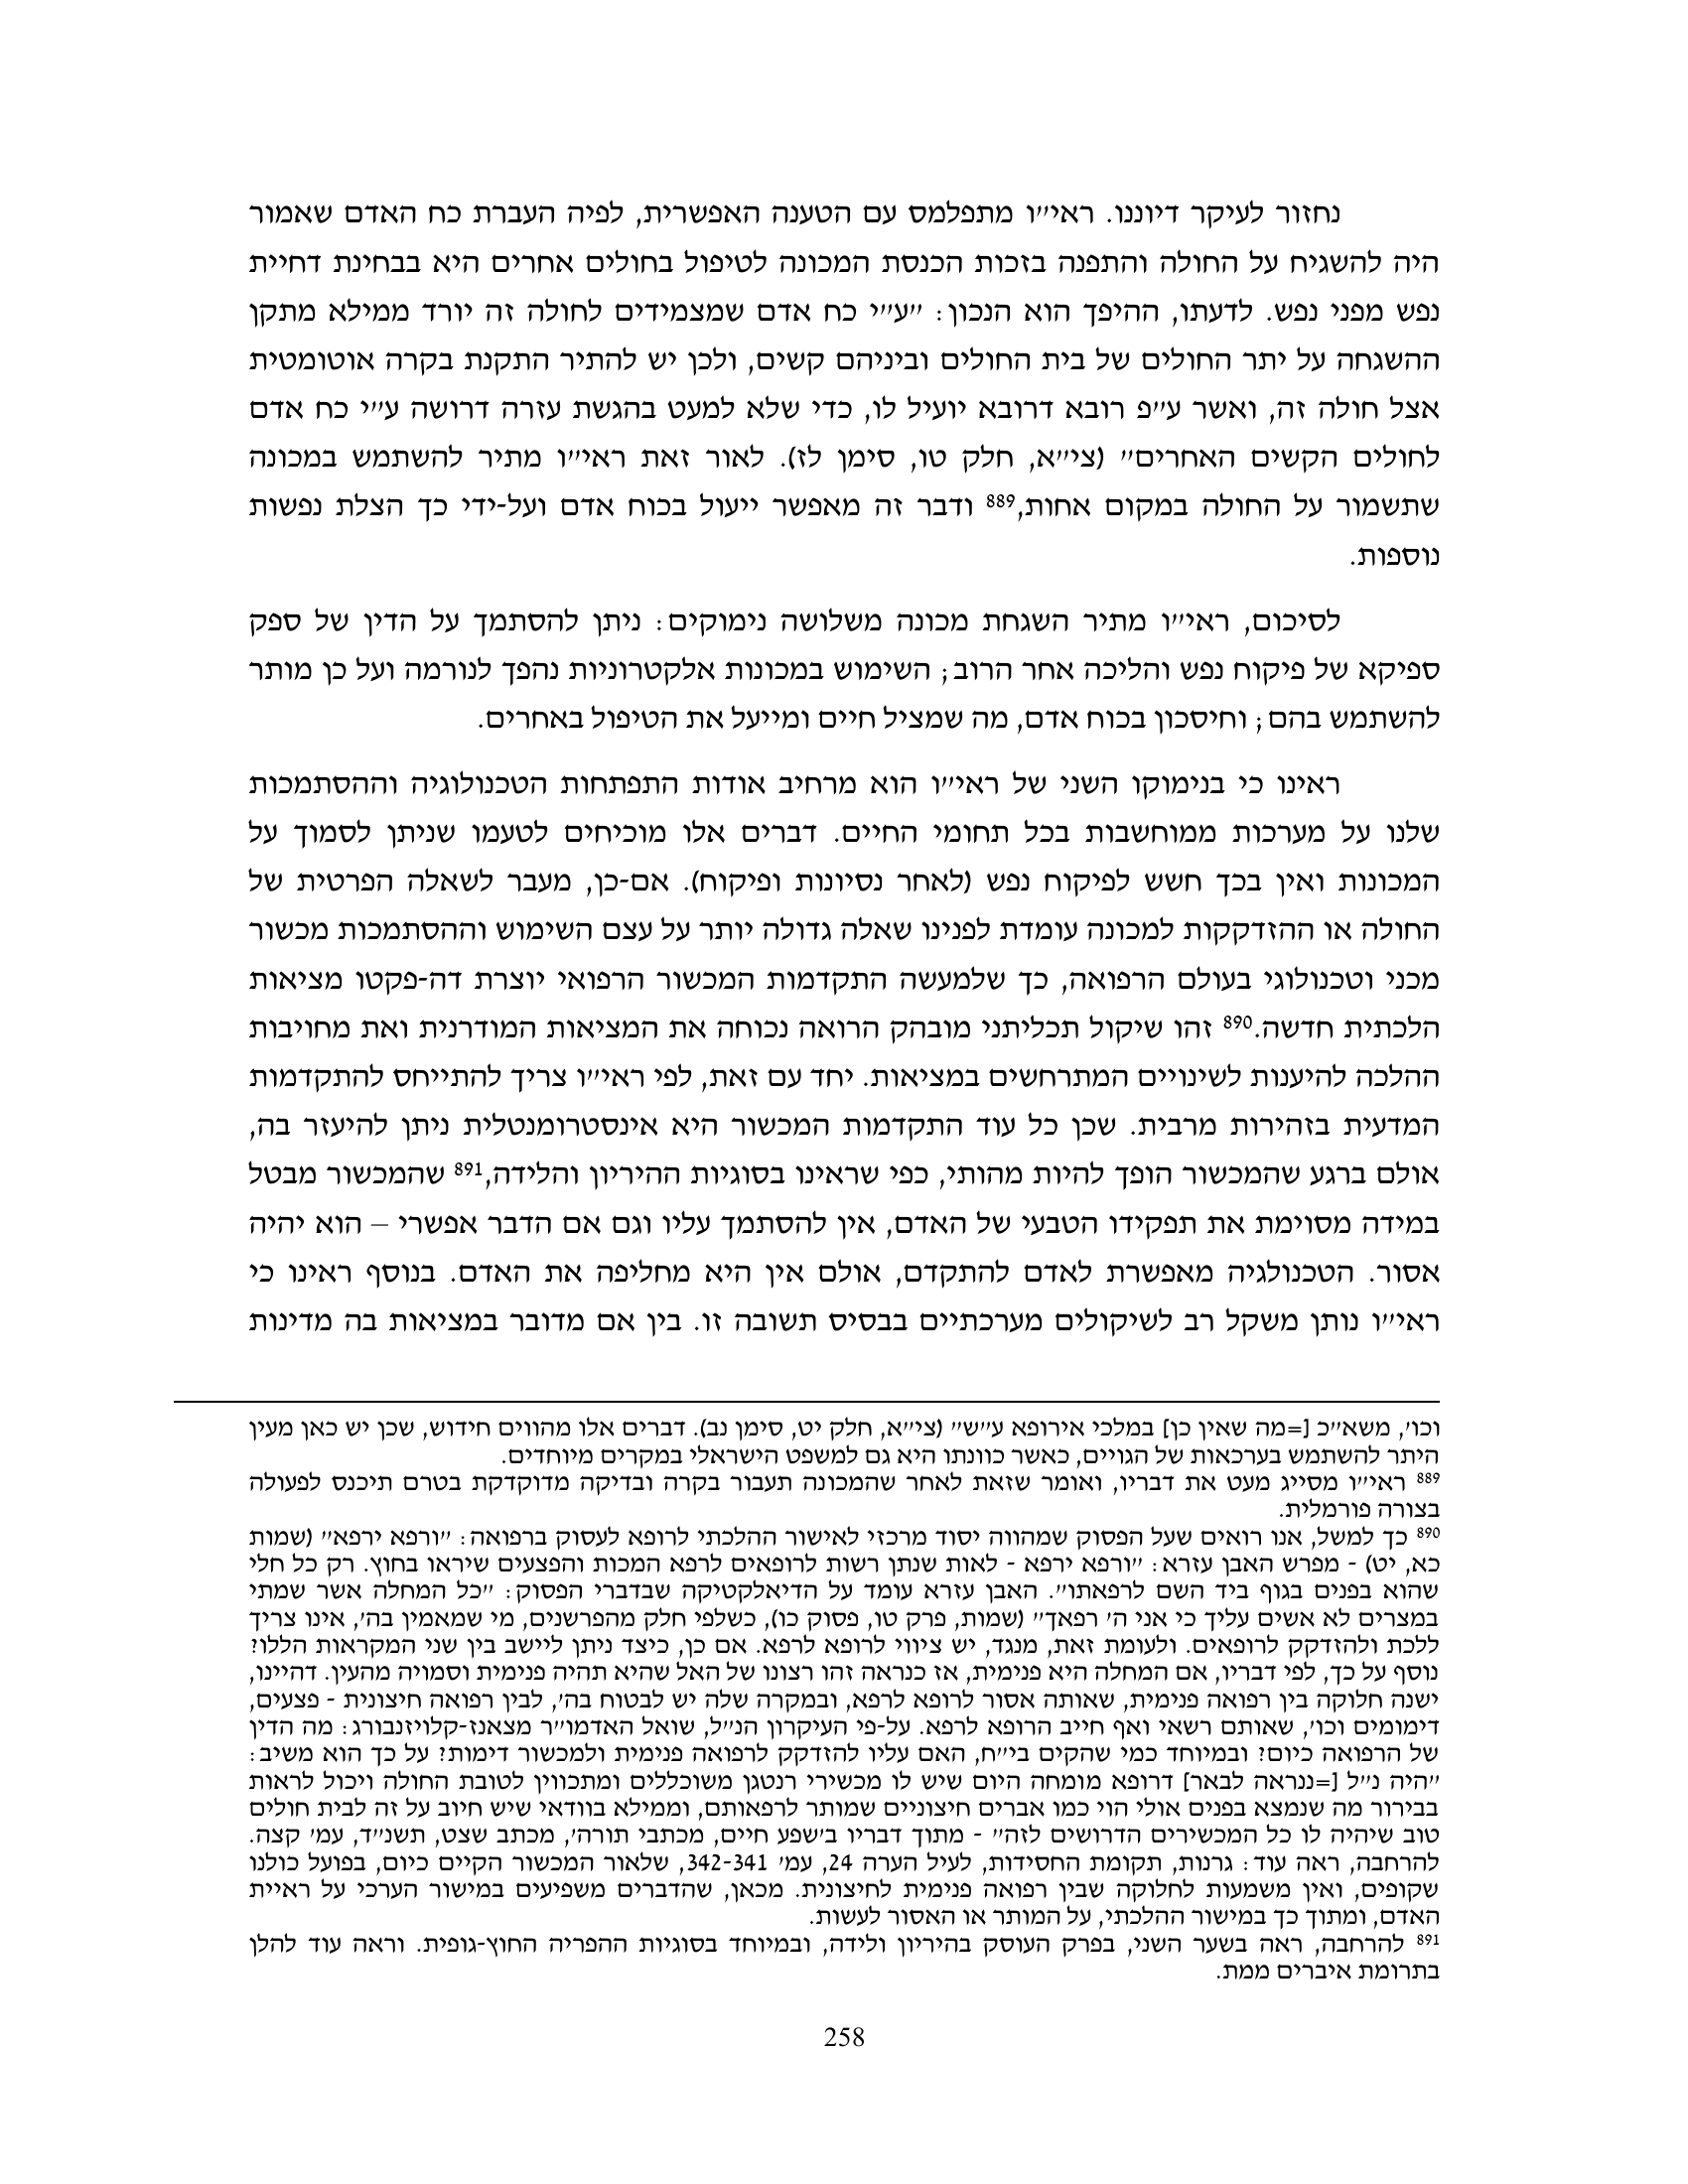 נחזור לעיקר דיוננו. ראי״ו מתפלמס עם הטענה האפשרית, לפיה העברת כח האדם שאמור
היה להשגיח על החולה והתפנה בזכות הכנסת המכונה לטיפול בחולים אחרים היא בבחינת דחיית
נפש מפני נפש. לדעתו, ההיפך הוא הנכון: ״ע״י כח אדם שמצמידים לחולה זה יורד ממילא מתקן
ההשגחה על יתר החולים של בית החולים וביניהם קשים, ולכן יש להתיר התקנת בקרה אוטומטית
אצל חולה זה, ואשר ע״פ רובא דרובא יועיל לו, כדי שלא למעט בהגשת עזרה דרושה ע״י כח אדם
לחולים הקשים האחרים״ (צי״א, חלק טו, סימן לז). לאור זאת ראי״ו מתיר להשתמש במכונה
שתשמור על החולה במקום אחות,889 ודבר זה מאפשר ייעול בכוח אדם ועל-ידי כך הצלת נפשות
נוספות.
לסיכום, ראי״ו מתיר השגחת מכונה משלושה נימוקים: ניתן להסתמך על הדין של ספק
ספיקא של פיקוח נפש והליכה אחר הרוב; השימוש במכונות אלקטרוניות נהפך לנורמה ועל כן מותר
להשתמש בהם; וחיסכון בכוח אדם, מה שמציל חיים ומייעל את הטיפול באחרים.
ראינו כי בנימוקו השני של ראי״ו הוא מרחיב אודות התפתחות הטכנולוגיה וההסתמכות
שלנו על מערכות ממוחשבות בכל תחומי החיים. דברים אלו מוכיחים לטעמו שניתן לסמוך על
המכונות ואין בכך חשש לפיקוח נפש (לאחר נסיונות ופיקוח). אם-כן, מעבר לשאלה הפרטית של
החולה או ההזדקקות למכונה עומדת לפנינו שאלה גדולה יותר על עצם השימוש וההסתמכות מכשור
מכני וטכנולוגי בעולם הרפואה, כך שלמעשה התקדמות המכשור הרפואי יוצרת דה-פקטו מציאות
הלכתית חדשה.890 זהו שיקול תכליתני מובהק הרואה נכוחה את המציאות המודרנית ואת מחויבות
ההלכה להיענות לשינויים המתרחשים במציאות. יחד עם זאת, לפי ראי״ו צריך להתייחס להתקדמות
המדעית בזהירות מרבית. שכן כל עוד התקדמות המכשור היא אינסטרומנטלית ניתן להיעזר בה,
אולם ברגע שהמכשור הופך להיות מהותי, כפי שראינו בסוגיות ההיריון והלידה,891 שהמכשור מבטל
במידה מסוימת את תפקידו הטבעי של האדם, אין להסתמך עליו וגם אם הדבר אפשרי – הוא יהיה
אסור. הטכנולגיה מאפשרת לאדם להתקדם, אולם אין היא מחליפה את האדם. בנוסף ראינו כי
ראי״ו נותן משקל רב לשיקולים מערכתיים בבסיס תשובה זו. בין אם מדובר במציאות בה מדינות
וכו׳, משא״כ [=מה שאין כן] במלכי אירופא ע״ש״ (צי״א, חלק יט, סימן נב). דברים אלו מהווים חידוש, שכן יש כאן מעין
היתר להשתמש בערכאות של הגויים, כאשר כוונתו היא גם למשפט הישראלי במקרים מיוחדים.
889 ראי״ו מסייג מעט את דבריו, ואומר שזאת לאחר שהמכונה תעבור בקרה ובדיקה מדוקדקת בטרם תיכנס לפעולה
בצורה פורמלית.
890 כך למשל, אנו רואים שעל הפסוק שמהווה יסוד מרכזי לאישור ההלכתי לרופא לעסוק ברפואה: ״ורפא ירפא״ (שמות
כא, יט) - מפרש האבן עזרא: ״ורפא ירפא - לאות שנתן רשות לרופאים לרפא המכות והפצעים שיראו בחוץ. רק כל חלי
שהוא בפנים בגוף ביד השם לרפאתו״. האבן עזרא עומד על הדיאלקטיקה שבדברי הפסוק: ״כל המחלה אשר שמתי
במצרים לא אשים עליך כי אני ה׳ רפאך״ (שמות, פרק טו, פסוק כו), כשלפי חלק מהפרשנים, מי שמאמין בה׳, אינו צריך
ללכת ולהזדקק לרופאים. ולעומת זאת, מנגד, יש ציווי לרופא לרפא. אם כן, כיצד ניתן ליישב בין שני המקראות הללו?
נוסף על כך, לפי דבריו, אם המחלה היא פנימית, אז כנראה זהו רצונו של האל שהיא תהיה פנימית וסמויה מהעין. דהיינו,
ישנה חלוקה בין רפואה פנימית, שאותה אסור לרופא לרפא, ובמקרה שלה יש לבטוח בה׳, לבין רפואה חיצונית - פצעים,
דימומים וכו׳, שאותם רשאי ואף חייב הרופא לרפא. על-פי העיקרון הנ״ל, שואל האדמו״ר מצאנז-קלויזנבורג: מה הדין
של הרפואה כיום? ובמיוחד כמי שהקים בי״ח, האם עליו להזדקק לרפואה פנימית ולמכשור דימות? על כך הוא משיב:
״היה נ״ל [=ננראה לבאר] דרופא מומחה היום שיש לו מכשירי רנטגן משוכללים ומתכווין לטובת החולה ויכול לראות
בבירור מה שנמצא בפנים אולי הוי כמו אברים חיצוניים שמותר לרפאותם, וממילא בוודאי שיש חיוב על זה לבית חולים
טוב שיהיה לו כל המכשירים הדרושים לזה״ - מתוך דבריו ב׳שפע חיים, מכתבי תורה׳, מכתב שצט, תשנ״ד, עמ׳ קצה.
להרחבה, ראה עוד: גרנות, תקומת החסידות, לעיל הערה 24, עמ׳ 342-341, שלאור המכשור הקיים כיום, בפועל כולנו
שקופים, ואין משמעות לחלוקה שבין רפואה פנימית לחיצונית. מכאן, שהדברים משפיעים במישור הערכי על ראיית
האדם, ומתוך כך במישור ההלכתי, על המותר או האסור לעשות.
891 להרחבה, ראה בשער השני, בפרק העוסק בהיריון ולידה, ובמיוחד בסוגיות ההפריה החוץ-גופית. וראה עוד להלן
בתרומת איברים ממת.
258